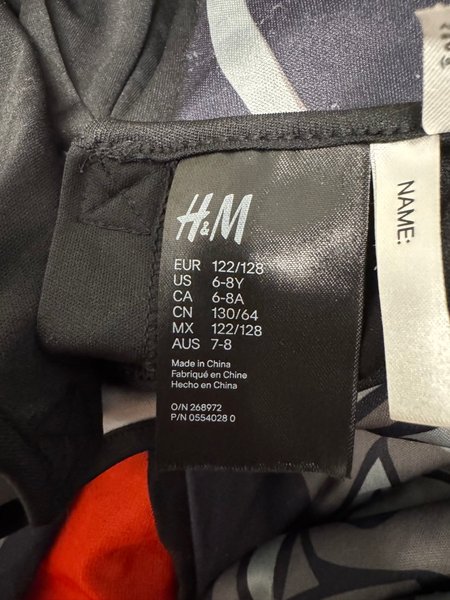 H&M
EUR 122/128
US 6-8Y
CA 6-8A
CN 130/64
MX 122/128
AUS 7-8
Made in China
Fabriqué en Chine
Hecho en China
O/N 268972
P/N 0554028 0
NAME: